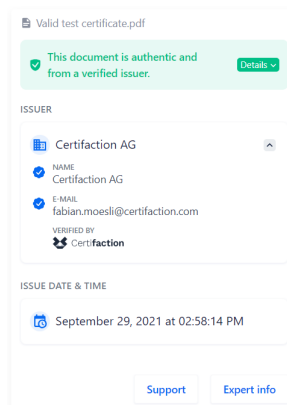 Valid test certificate.pdf
This document is authentic and
from a verified issuer.
Details
ISSUER
Certifaction AG
NAME
Certifaction AG
E-MAIL
fabian.moesli@certifaction.com
VERIFIED BY
Certifaction
ISSUE DATE & TIME
September 29, 2021 at 02:58:14 PM
Support
Expert info